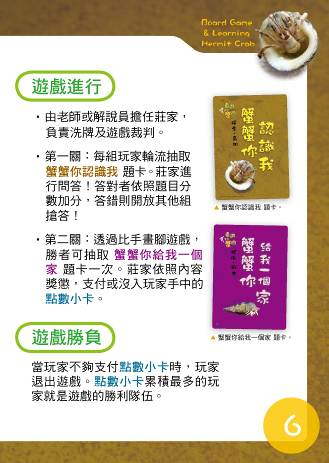 Board Game
& Learning
Hermit Crab
遊戲進行
・由老師或解說員擔任莊家，
負責洗牌及遊戲裁判。
・第一關：每組玩家輪流抽取
蟹蟹你認識我 題卡。莊家進
行問答！答對者依照題目分
數加分，答錯則開放其他組
搶答！
・第二關：透過比手畫腳遊戲，
勝者可抽取 蟹蟹你給我一個
家 題卡一次。莊家依照內容
獎懲，支付或沒入玩家手中的
點數小卡。
蟹蟹你
認識我
▲ 蟹蟹你認識我 題卡。
蟹蟹你
給我一個家
▲ 蟹蟹你給我一個家 題卡。
遊戲勝負
當玩家不夠支付點數小卡時，玩家
退出遊戲。點數小卡累積最多的玩
家就是遊戲的勝利隊伍。
6